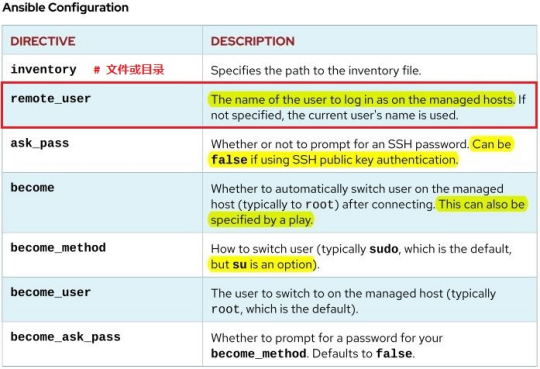 Ansible Configuration
DIRECTIVE DESCRIPTION
inventory # 文件或目录 Specifies the path to the inventory file.
remote_user The name of the user to log in as on the managed hosts. If
not specified, the current user's name is used.
ask_pass Whether or not to prompt for an SSH password. Can be
false if using SSH public key authentication.
become Whether to automatically switch user on the managed
host (typically to root) after connecting. This can also be
specified by a play.
become_method How to switch user (typically sudo, which is the default,
but su is an option).
become_user The user to switch to on the managed host (typically
root, which is the default).
become_ask_pass Whether to prompt for a password for your
become_method. Defaults to false.